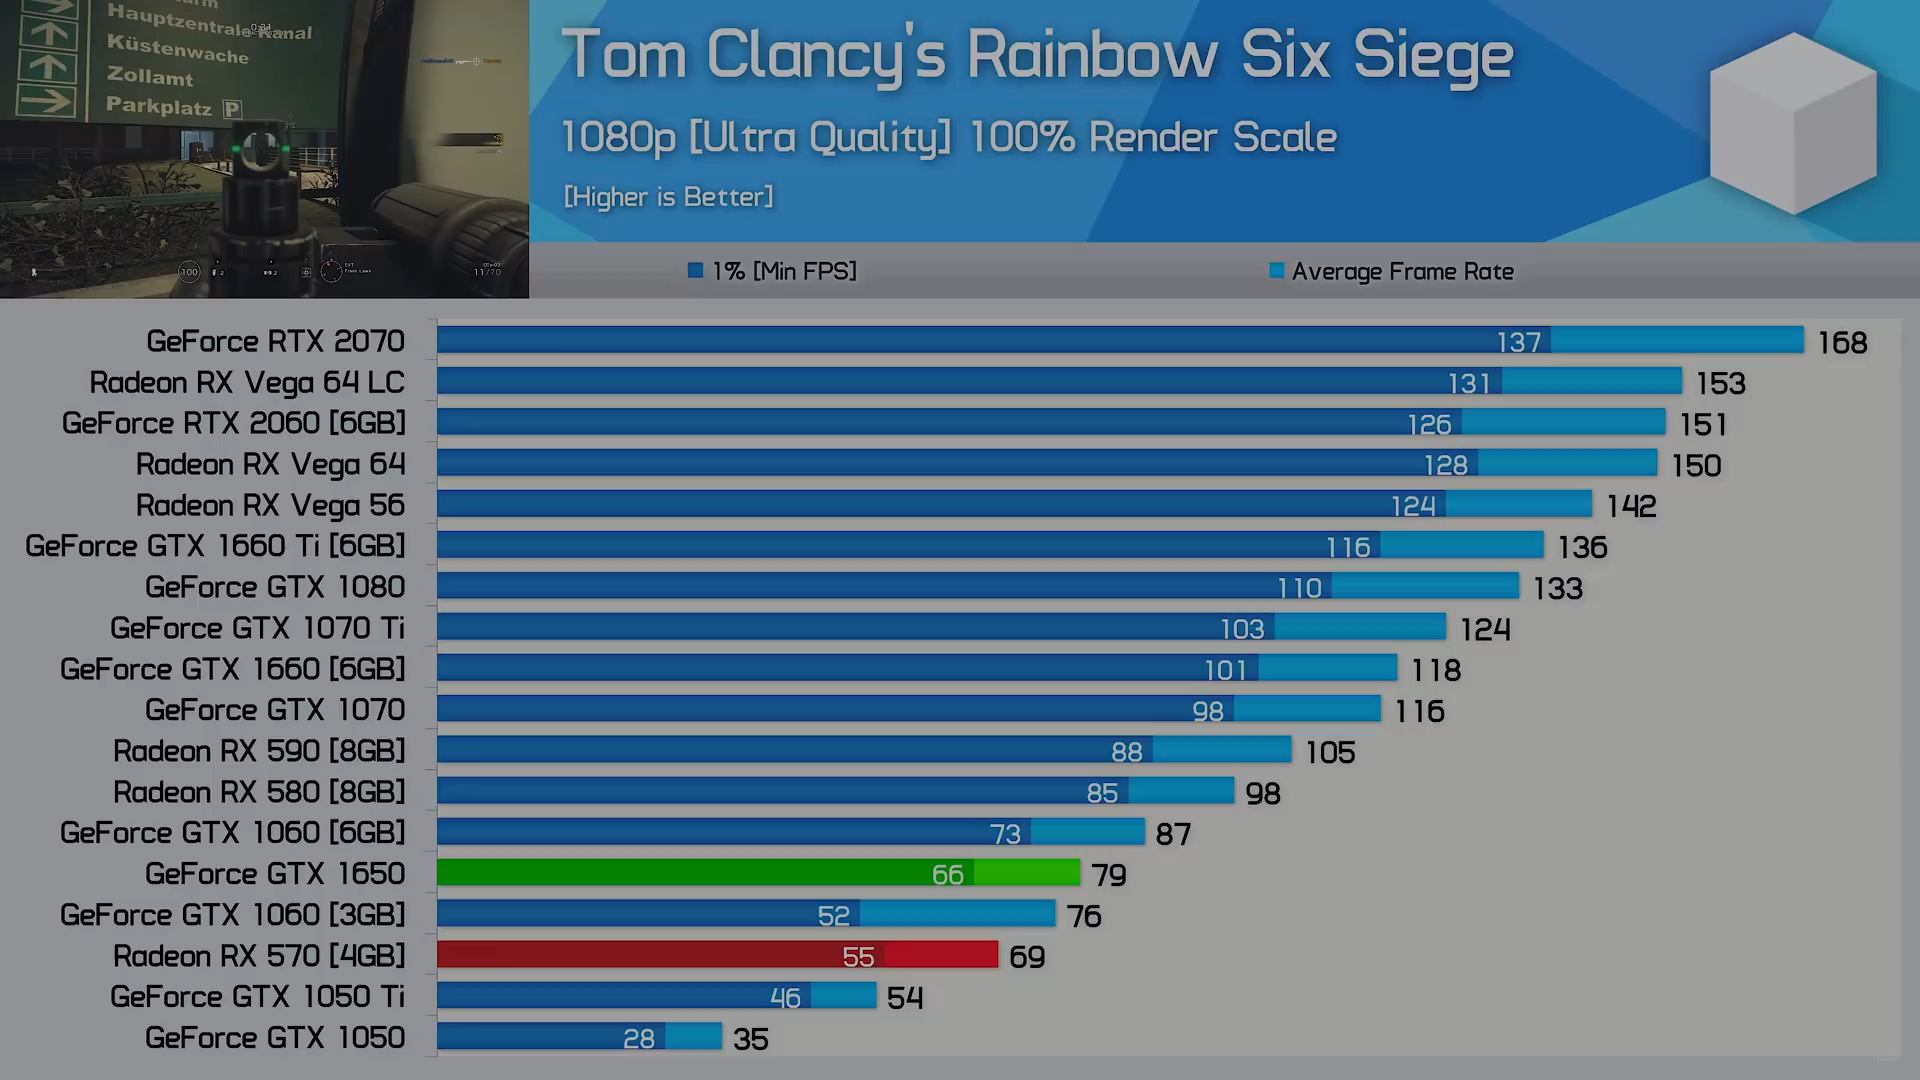 Hauptzentrale Kanal
Küstenwache
Zollamt
Parkplatz P
Tom Clancy's Rainbow Six Siege
1080p [Ultra Quality] 100% Render Scale
[Higher is Better]
1% [Min FPS] Average Frame Rate
100
11/70
GeForce RTX 2070 137 168
Radeon RX Vega 64 LC 131 153
GeForce RTX 2060 [6GB] 126 151
Radeon RX Vega 64 128 150
Radeon RX Vega 56 124 142
GeForce GTX 1660 Ti [6GB] 116 136
GeForce GTX 1080 110 133
GeForce GTX 1070 Ti 103 124
GeForce GTX 1660 [6GB] 101 118
GeForce GTX 1070 98 116
Radeon RX 590 [8GB] 88 105
Radeon RX 580 [8GB] 85 98
GeForce GTX 1060 [6GB] 73 87
GeForce GTX 1650 66 79
GeForce GTX 1060 [3GB] 52 76
Radeon RX 570 [4GB] 55 69
GeForce GTX 1050 Ti 46 54
GeForce GTX 1050 28 35